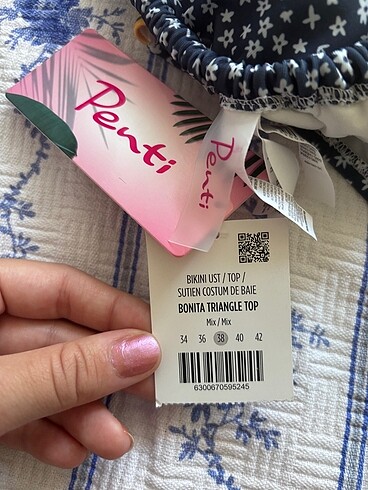 Penti
Penti
BIKINI UST / TOP /
SUTIEN COSTUM DE BAIE
BONITA TRIANGLE TOP
Mix / Mix
34 36 38 40 42
6300670595245